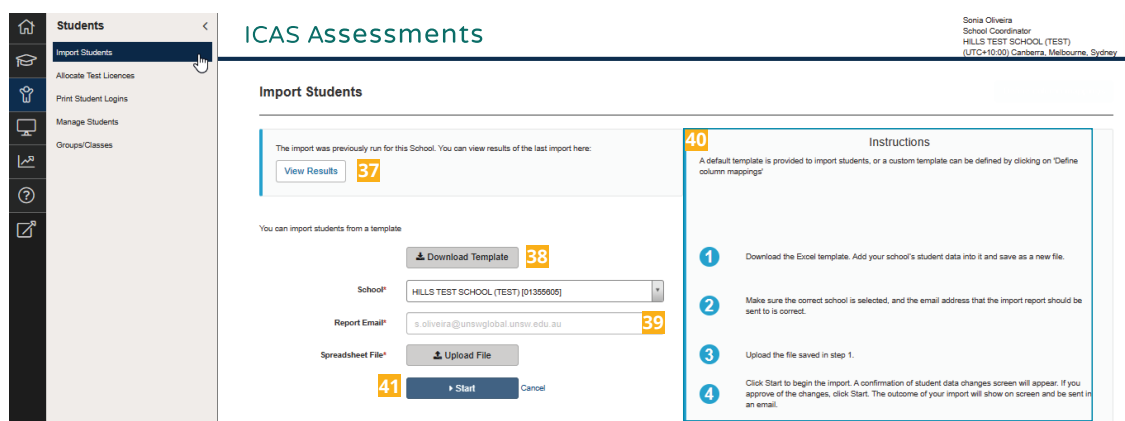 Students
Import Students
Allocate Test Licences
Print Student Logins
Manage Students
Groups/Classes
ICAS Assessments
Sonia Oliveira
School Coordinator
HILLS TEST SCHOOL (TEST)
(UTC+10:00) Canberra, Melbourne, Sydney
Import Students
The import was previously run for this School. You can view results of the last import here:
View Results
37
You can import students from a template
Download Template
38
School*
HILLS TEST SCHOOL (TEST) [01355605]
Report Email*
s.oliveira@unswglobal.unsw.edu.au
39
Spreadsheet File*
Upload File
41
Start
Cancel
40
Instructions
A default template is provided to import students, or a custom template can be defined by clicking on 'Define
column mappings'
1
Download the Excel template. Add your school's student data into it and save as a new file.
2
Make sure the correct school is selected, and the email address that the import report should be
sent to is correct.
3
Upload the file saved in step 1.
4
Click Start to begin the import. A confirmation of student data changes screen will appear. If you
approve of the changes, click Start. The outcome of your import will show on screen and be sent in
an email.